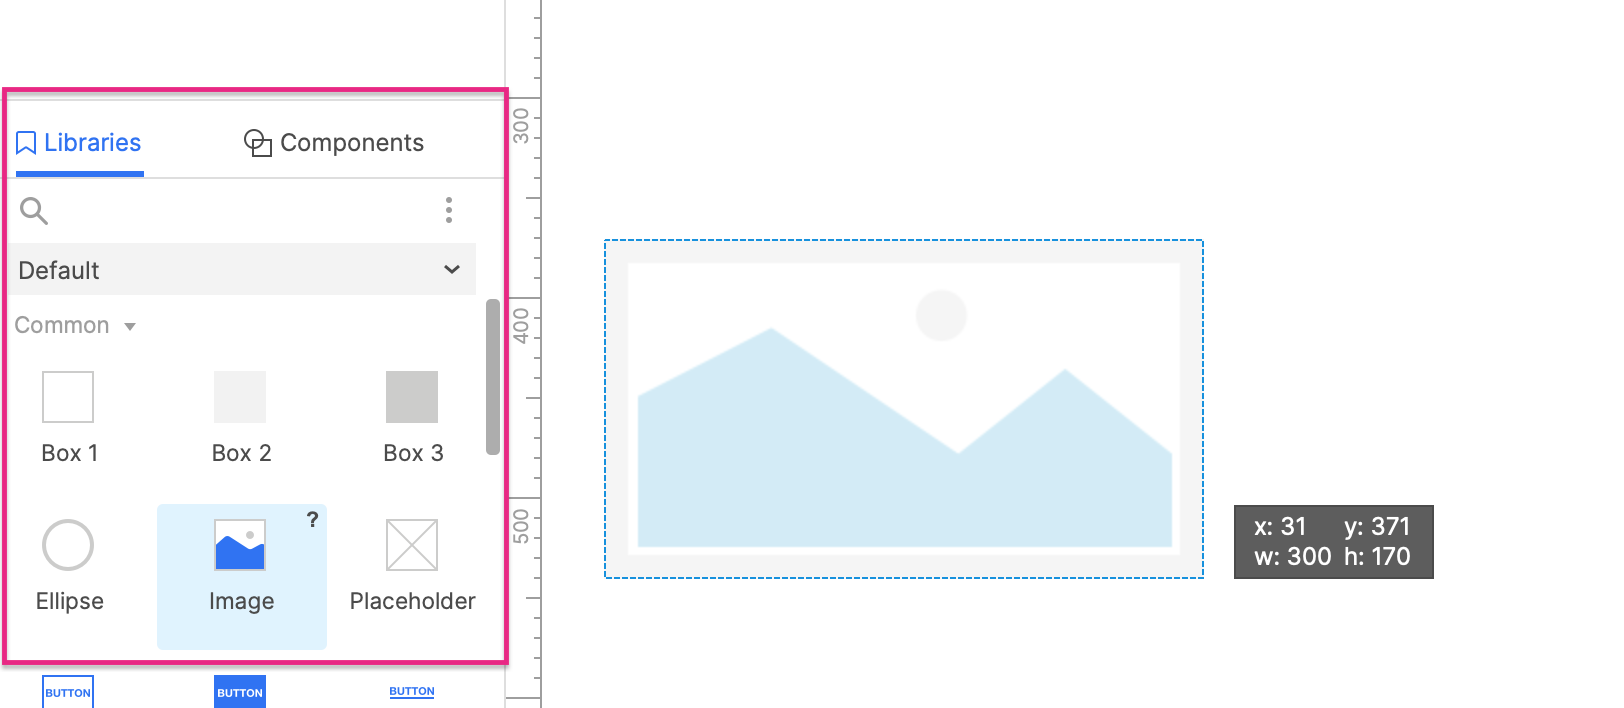 Libraries
Components
Default
Common
Box 1
Box 2
Box 3
?
Ellipse
Image
Placeholder
BUTTON
BUTTON
BUTTON
300
400
500
x: 31 y: 371
w: 300 h: 170